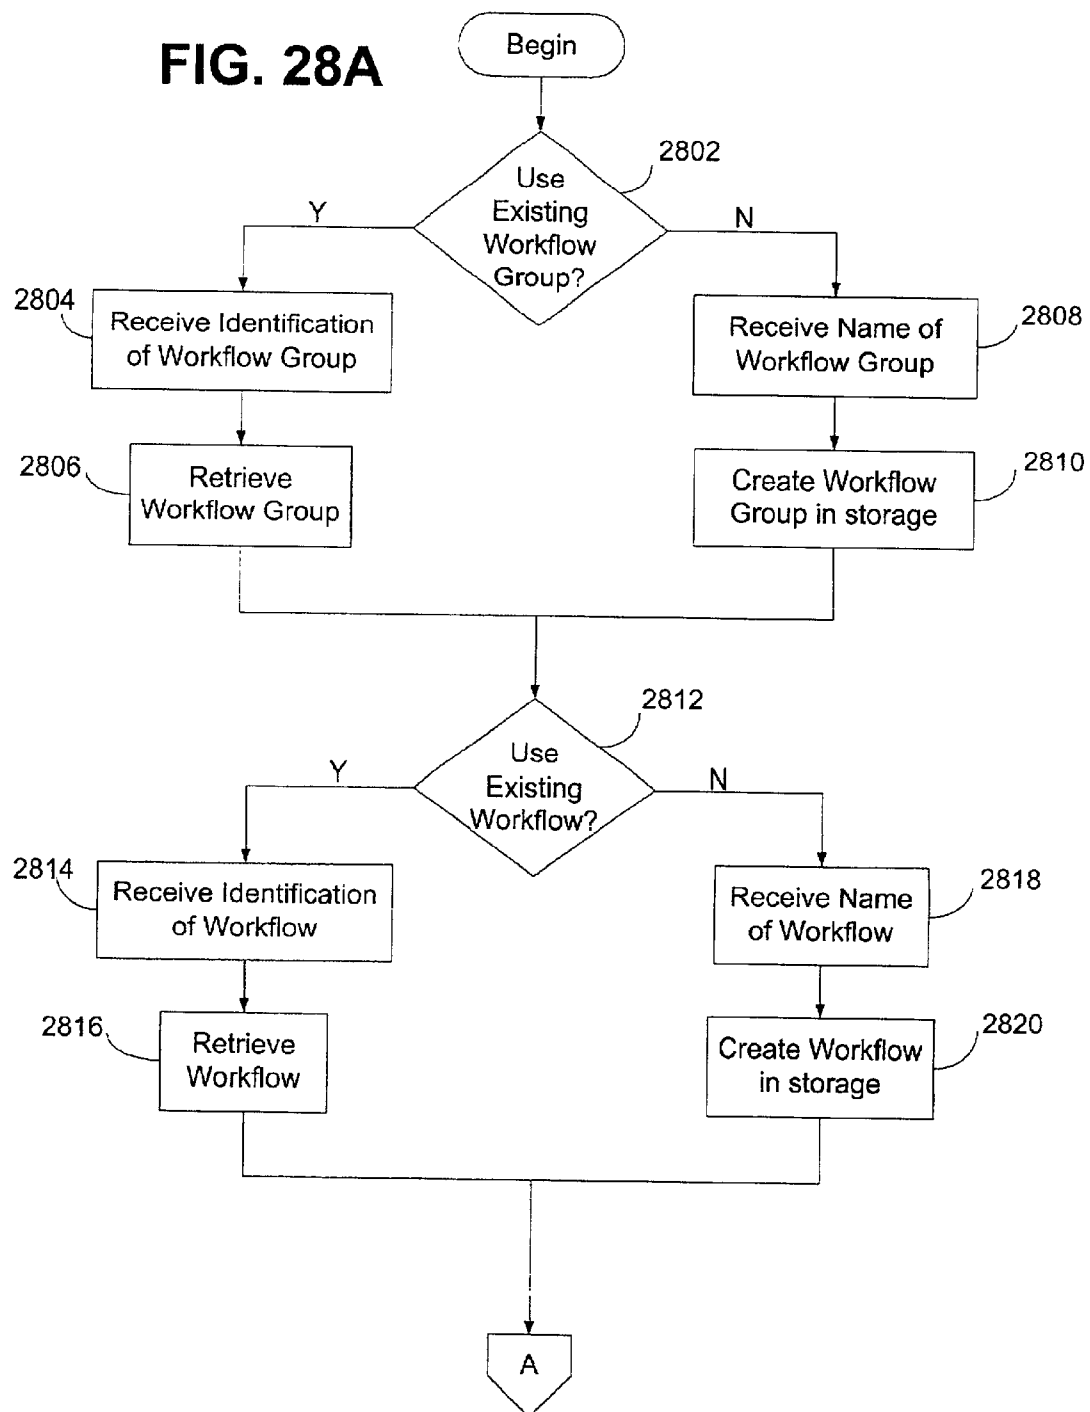 FIG. 28A
Begin
2802
Use
Existing
Workflow
Group?
Y
N
2804
Receive Identification
of Workflow Group
2808
Receive Name of
Workflow Group
2806
Retrieve
Workflow Group
2810
Create Workflow
Group in storage
2812
Use
Existing
Workflow?
Y
N
2814
Receive Identification
of Workflow
2818
Receive Name
of Workflow
2816
Retrieve
Workflow
2820
Create Workflow
in storage
A